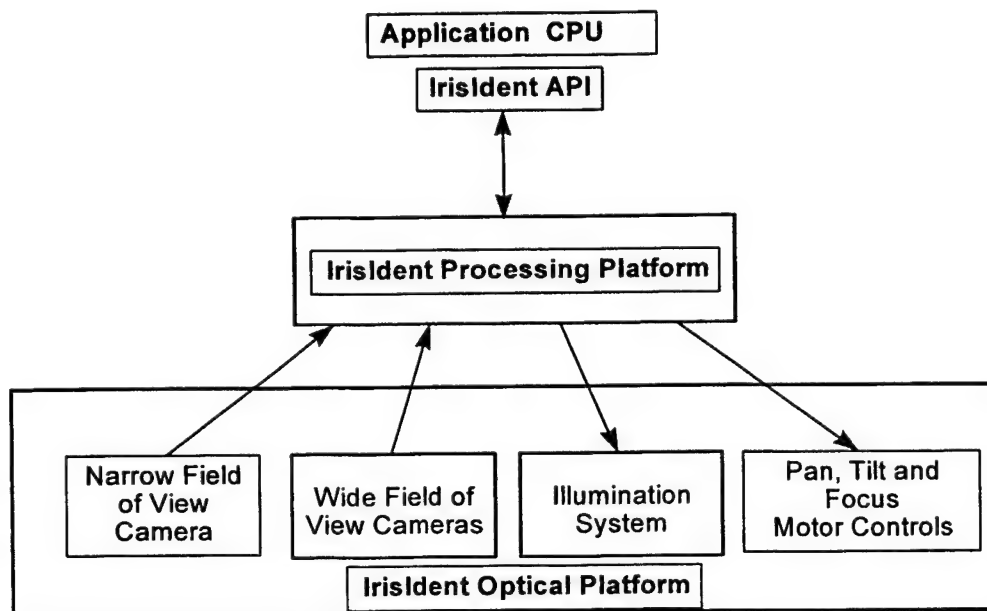 Application CPU
IrisIdent API
IrisIdent Processing Platform
Narrow Field
of View
Camera
Wide Field of
View Cameras
Illumination
System
Pan, Tilt and
Focus
Motor Controls
IrisIdent Optical Platform